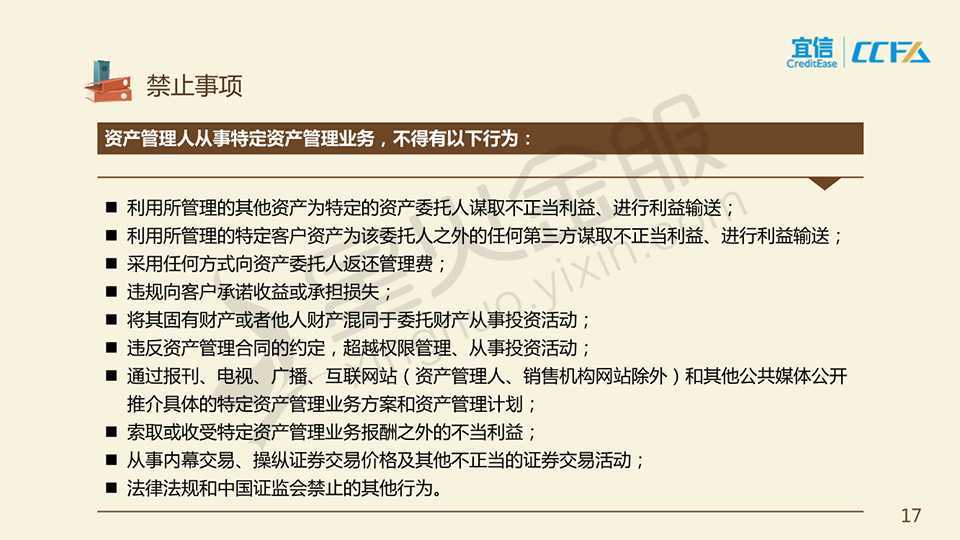 宜信
CreditEase
CCFA
禁止事项
资产管理人从事特定资产管理业务，不得有以下行为：
■ 利用所管理的其他资产为特定的资产委托人谋取不正当利益、进行利益输送；
■ 利用所管理的特定客户资产为该委托人之外的任何第三方谋取不正当利益、进行利益输送；
■ 采用任何方式向资产委托人返还管理费；
■ 违规向客户承诺收益或承担损失；
■ 将其固有财产或者他人财产混同于委托财产从事投资活动；
■ 违反资产管理合同的约定，超越权限管理、从事投资活动；
■ 通过报刊、电视、广播、互联网站（资产管理人、销售机构网站除外）和其他公共媒体公开
推介具体的特定资产管理业务方案和资产管理计划；
■ 索取或收受特定资产管理业务报酬之外的不当利益；
■ 从事内幕交易、操纵证券交易价格及其他不正当的证券交易活动；
■ 法律法规和中国证监会禁止的其他行为。
星火金服
xinghuo.yixin.com
17